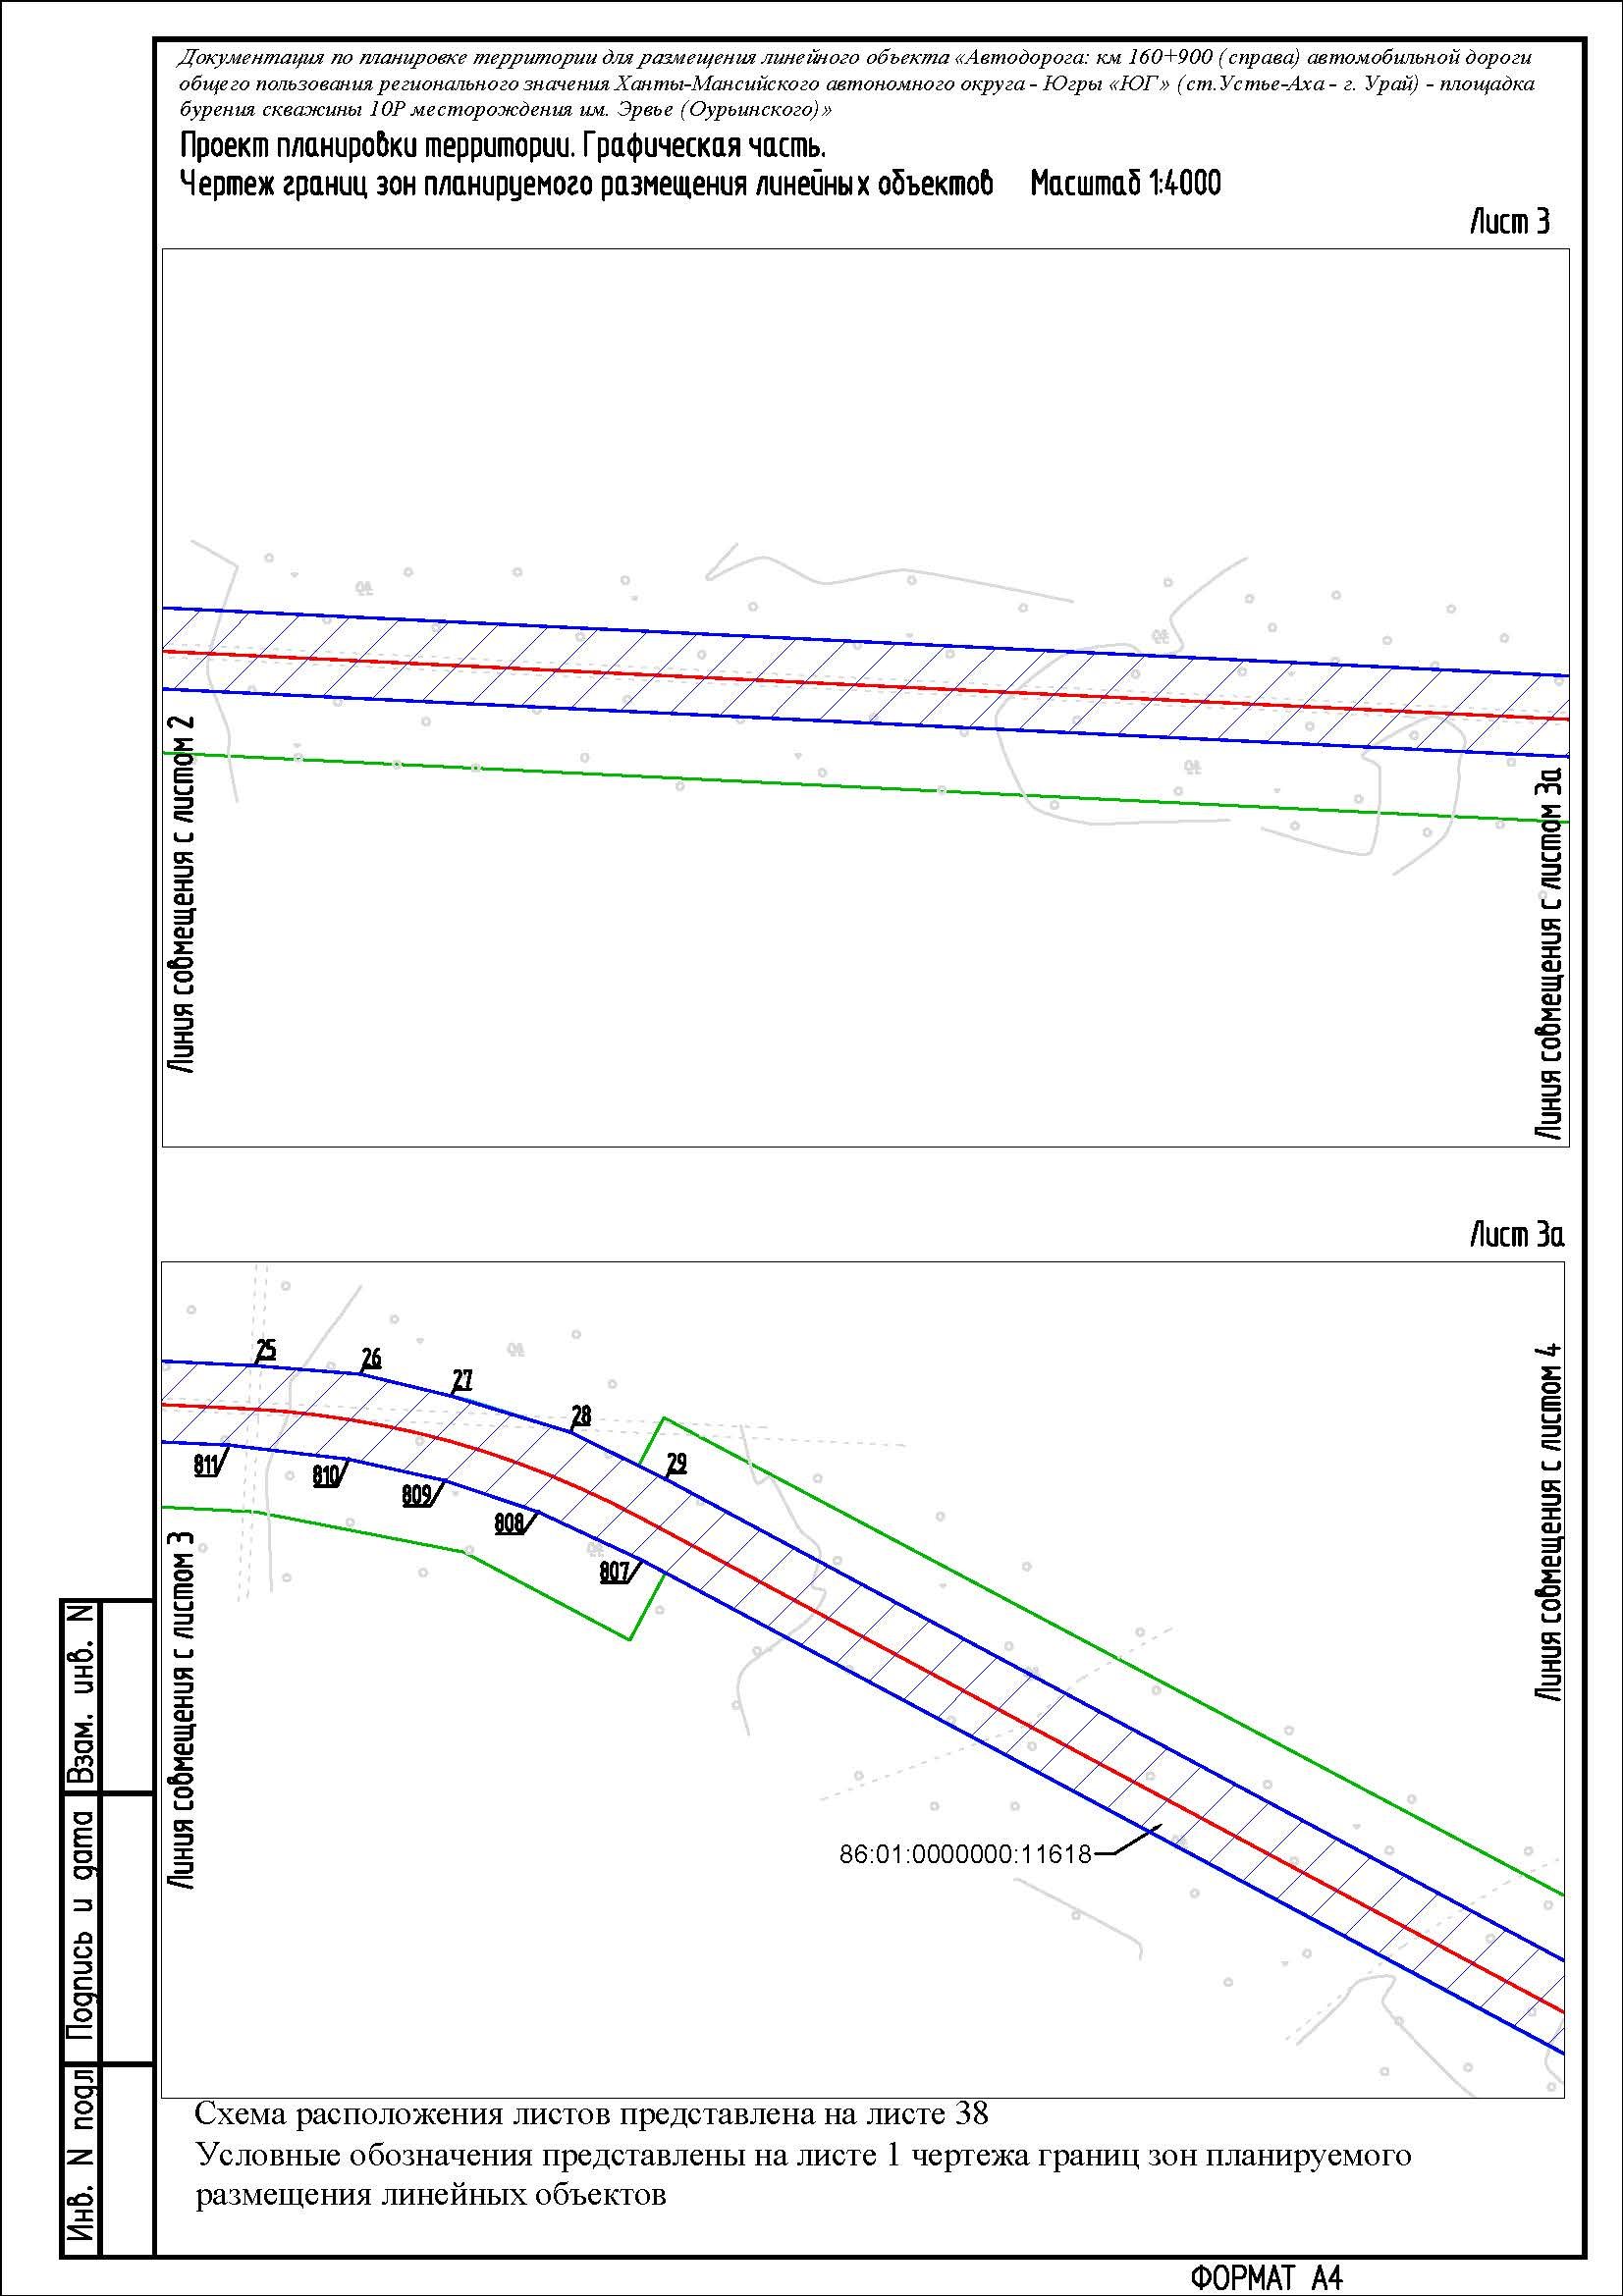 Документация по планировке территории для размещения линейного объекта «Автодорога: км 160+900 (справа) автомобильной дороги
общего пользования регионального значения Ханты-Мансийского автономного округа - Югры «ЮГ» (ст.Устье-Аха - г. Урай) - площадка
бурения скважины 10Р месторождения им. Эрвье (Оурьинского)»
Проект планировки территории. Графическая часть.
Чертеж границ зон планируемого размещения линейных объектов Масштаб 1:4000
Лист 3
Линия совмещения с листом 2
Линия совмещения с листом 3а
Лист 3а
25
26
27
28
29
811
810
809
808
807
Линия совмещения с листом 3
Линия совмещения с листом 4
86:01:0000000:11618
Взам. инв. N
Подпись и дата
Инв. N подл
Схема расположения листов представлена на листе 38
Условные обозначения представлены на листе 1 чертежа границ зон планируемого
размещения линейных объектов
ФОРМАТ А4